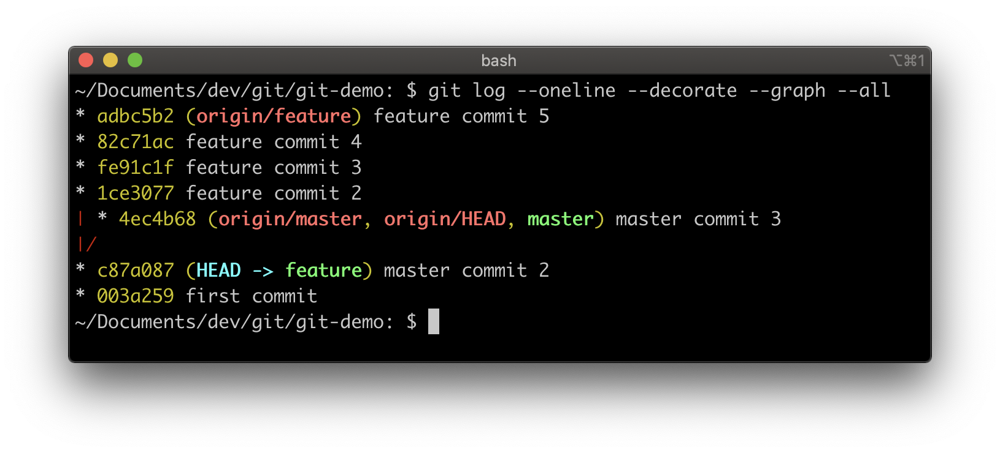 bash ⌥⌘1
~/Documents/dev/git/git-demo: $ git log --oneline --decorate --graph --all
* adbc5b2 (origin/feature) feature commit 5
* 82c71ac feature commit 4
* fe91c1f feature commit 3
* 1ce3077 feature commit 2
| * 4ec4b68 (origin/master, origin/HEAD, master) master commit 3
|/
* c87a087 (HEAD -> feature) master commit 2
* 003a259 first commit
~/Documents/dev/git/git-demo: $